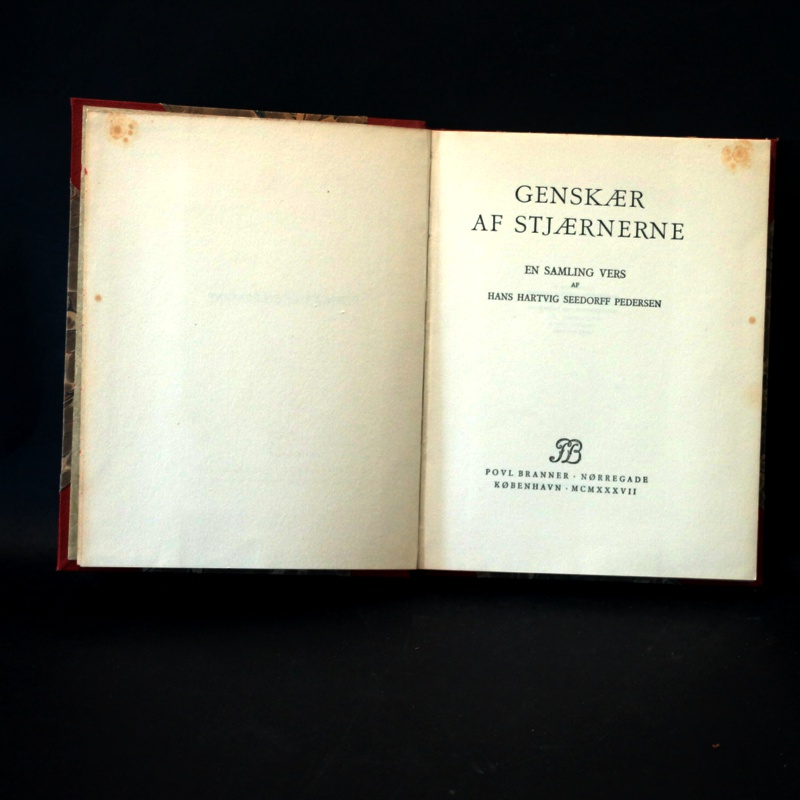 GENSKÆR
AF STJÆRNERNE
EN SAMLING VERS
AF
HANS HARTVIG SEEDORFF PEDERSEN
PB
POVL BRANNER · NØRREGADE
KØBENHAVN · MCMXXXVII